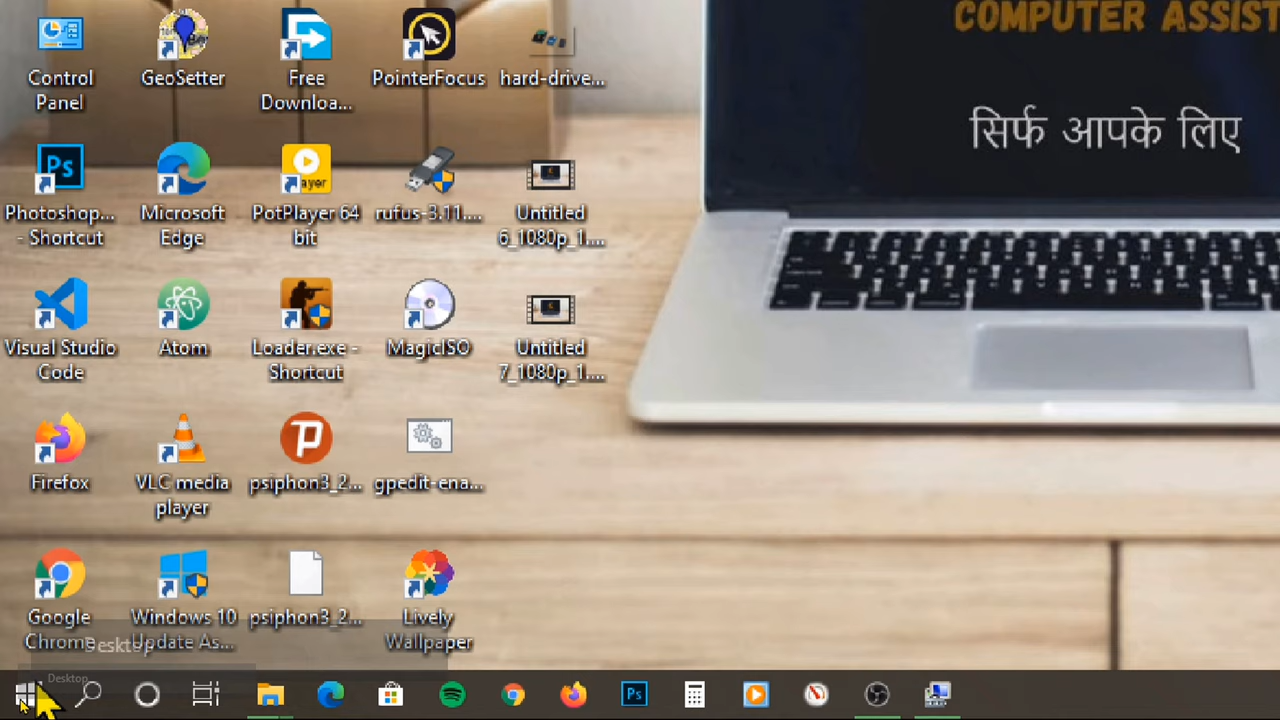 COMPUTER ASSIST
सिर्फ आपके लिए
Control
Panel
GeoSetter
Free
Downloa...
PointerFocus
hard-drive...
Photoshop...
- Shortcut
Microsoft
Edge
PotPlayer 64
bit
rufus-3.11....
Untitled
6_1080p_1....
Visual Studio
Code
Atom
Loader.exe -
Shortcut
MagicISO
Untitled
7_1080p_1....
Firefox
VLC media
player
psiphon3_2...
gpedit-ena...
Google
Chrome
Windows 10
Update As...
psiphon3_2...
Lively
Wallpaper
Desktop
Desktop